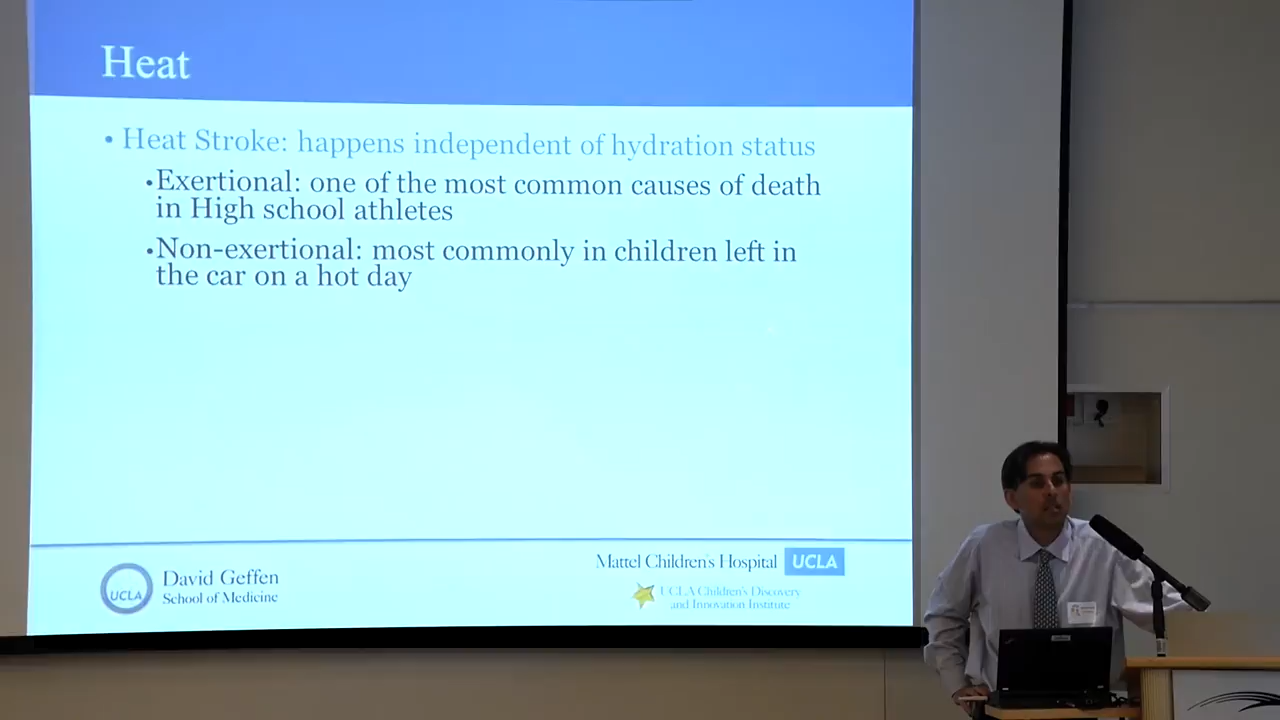 Heat
• Heat Stroke: happens independent of hydration status
•Exertional: one of the most common causes of death
in High school athletes
•Non-exertional: most commonly in children left in
the car on a hot day
UCLA
David Geffen
School of Medicine
Mattel Children's Hospital UCLA
UCLA Children's Discovery
and Innovation Institute